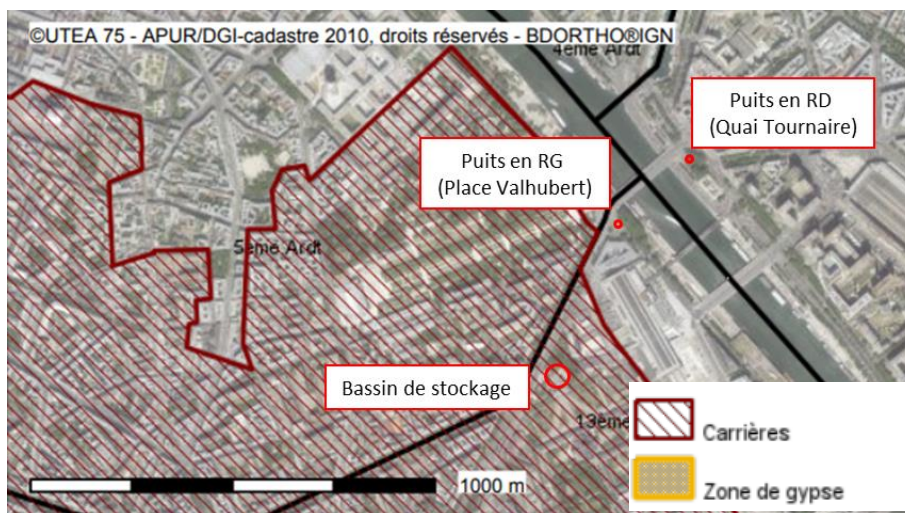 ©UTEA 75 - APUR/DGI-cadastre 2010, droits réservés - BDORTHO®IGN
4ème Ardt
Puits en RD
(Quai Tournaire)
Puits en RG
(Place Valhubert)
5ème Ardt
Bassin de stockage
13ème
Carrières
1000 m
Zone de gypse